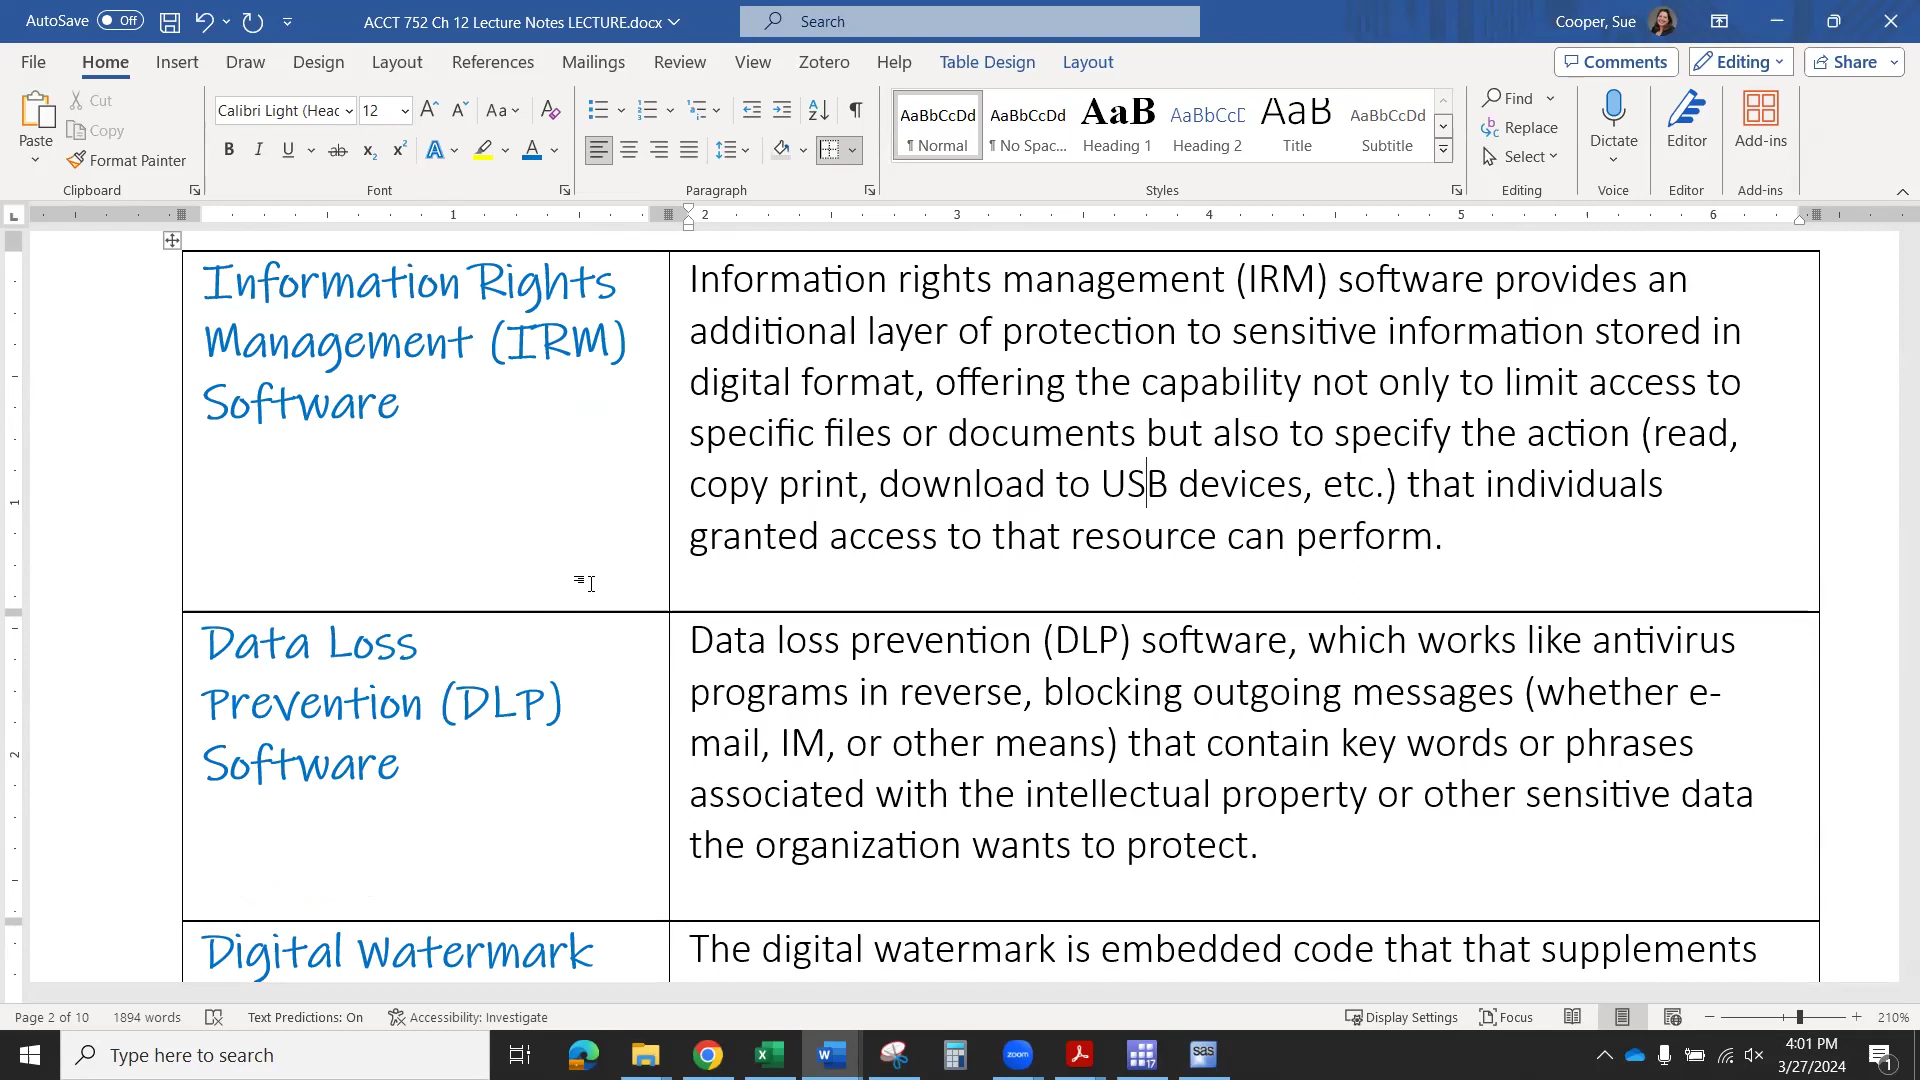 AutoSave Off ACCT 752 Ch 12 Lecture Notes LECTURE.docx Search Cooper, Sue
File Home Insert Draw Design Layout References Mailings Review View Zotero Help Table Design Layout Comments Editing Share
Paste
Cut
Copy
Format Painter
Clipboard
Calibri Light (Headc 12 Aa
B I U ab x₂ x² A A
Font
Paragraph
AaBbCcDd
¶ Normal
AaBbCcDd
¶ No Spac...
AaB
Heading 1
AaBbCcD
Heading 2
AaB
Title
AaBbCcDd
Subtitle
Styles
Find
Replace
Select
Editing
Dictate
Voice
Editor
Editor
Add-ins
Add-ins
1 2 3 4 5 6
Information Rights
Management (IRM)
Software
Information rights management (IRM) software provides an
additional layer of protection to sensitive information stored in
digital format, offering the capability not only to limit access to
specific files or documents but also to specify the action (read,
copy print, download to USB devices, etc.) that individuals
granted access to that resource can perform.
Data Loss
Prevention (DLP)
Software
Data loss prevention (DLP) software, which works like antivirus
programs in reverse, blocking outgoing messages (whether e-
mail, IM, or other means) that contain key words or phrases
associated with the intellectual property or other sensitive data
the organization wants to protect.
Digital Watermark
The digital watermark is embedded code that that supplements
Page 2 of 10 1894 words Text Predictions: On Accessibility: Investigate Display Settings Focus 210%
Type here to search
4:01 PM
3/27/2024